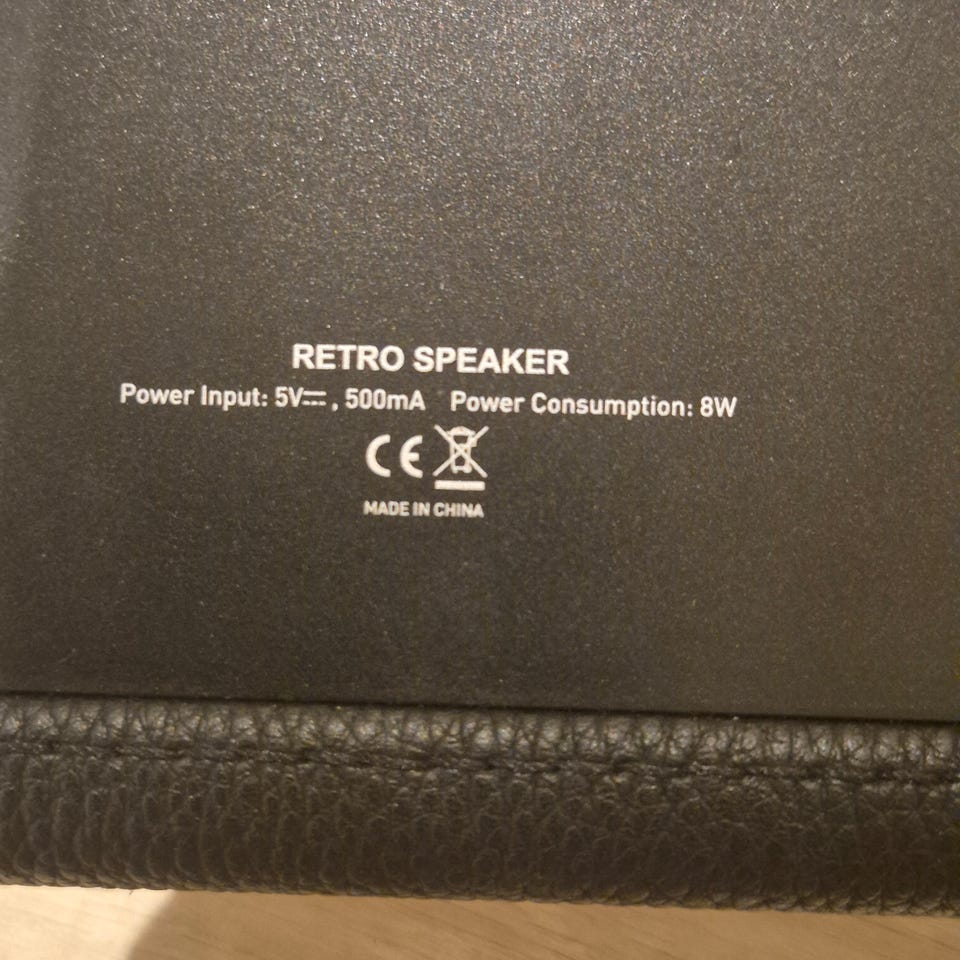 RETRO SPEAKER
Power Input: 5V⎓, 500mA Power Consumption: 8W
CE
MADE IN CHINA